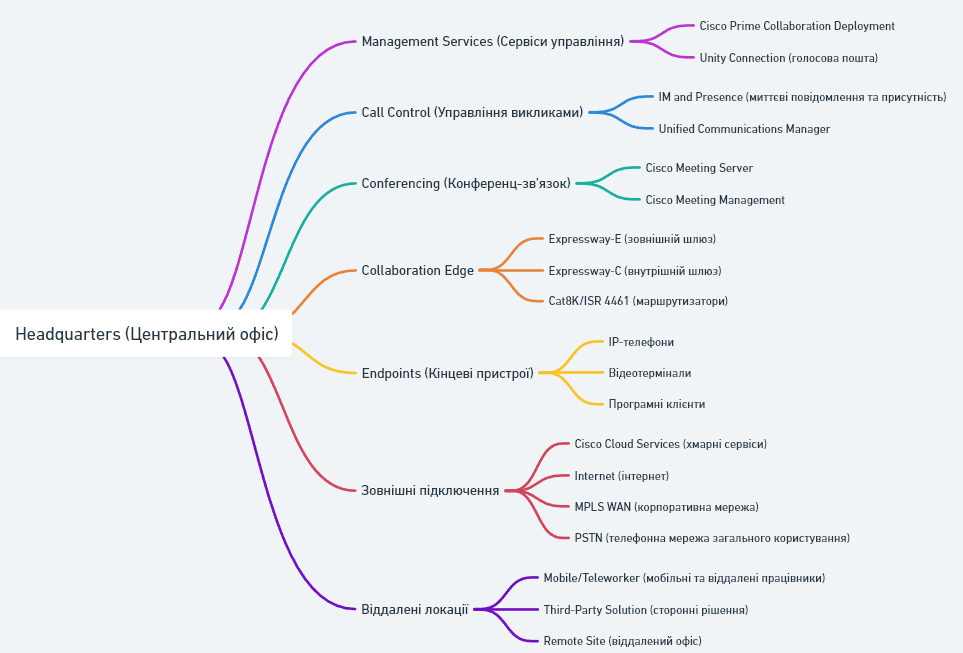 Headquarters (Центральний офіс)
Management Services (Сервіси управління)
Cisco Prime Collaboration Deployment
Unity Connection (голосова пошта)
Call Control (Управління викликами)
IM and Presence (миттєві повідомлення та присутність)
Unified Communications Manager
Conferencing (Конференц-зв'язок)
Cisco Meeting Server
Cisco Meeting Management
Collaboration Edge
Expressway-E (зовнішній шлюз)
Expressway-C (внутрішній шлюз)
Cat8K/ISR 4461 (маршрутизатори)
Endpoints (Кінцеві пристрої)
IP-телефони
Відеотермінали
Програмні клієнти
Зовнішні підключення
Cisco Cloud Services (хмарні сервіси)
Internet (інтернет)
MPLS WAN (корпоративна мережа)
PSTN (телефонна мережа загального користування)
Віддалені локації
Mobile/Teleworker (мобільні та віддалені працівники)
Third-Party Solution (сторонні рішення)
Remote Site (віддалений офіс)